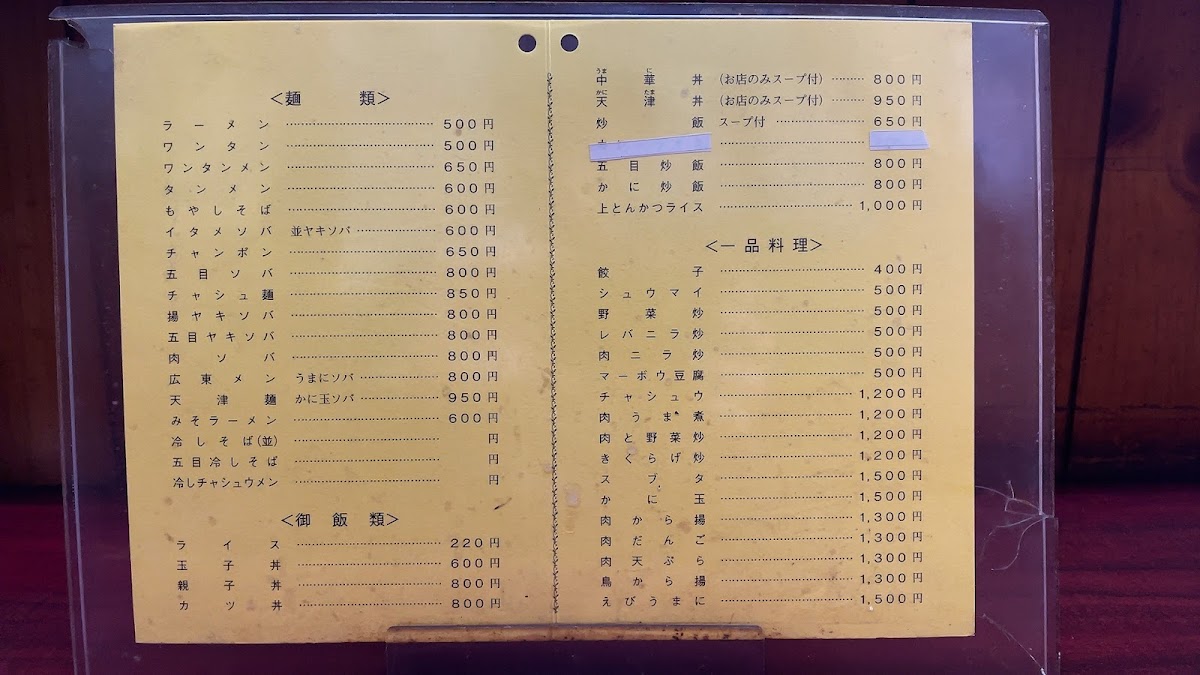 <麺類>
ラーメン 500円
ワンタン 500円
ワンタンメン 650円
タンメン 600円
もやしそば 600円
イタメソバ 並ヤキソバ 600円
チャンポン 650円
五目ソバ 800円
チャシュ麺 850円
揚ヤキソバ 800円
五目ヤキソバ 800円
肉ソバ 800円
広東メン うまにソバ 800円
天津麺 かに玉ソバ 950円
みそラーメン 600円
冷しそば(並) 円
五目冷しそば 円
冷しチャシュウメン 円
<御飯類>
ライス 220円
玉子丼 600円
親子丼 800円
カツ丼 800円
うまに
中華丼 (お店のみスープ付) 800円
かにたま
天津丼 (お店のみスープ付) 950円
炒飯 スープ付 650円
五目炒飯 800円
かに炒飯 800円
上とんかつライス 1,000円
<一品料理>
餃子 400円
シュウマイ 500円
野菜炒 500円
レバニラ炒 500円
肉ニラ炒 500円
マーボウ豆腐 500円
チャシュウ 1,200円
肉うま煮 1,200円
肉と野菜炒 1,200円
きくらげ炒 1,200円
スブタ 1,500円
かに玉 1,500円
肉から揚 1,300円
肉だんご 1,300円
肉天ぷら 1,300円
鳥から揚 1,300円
えびうまに 1,500円